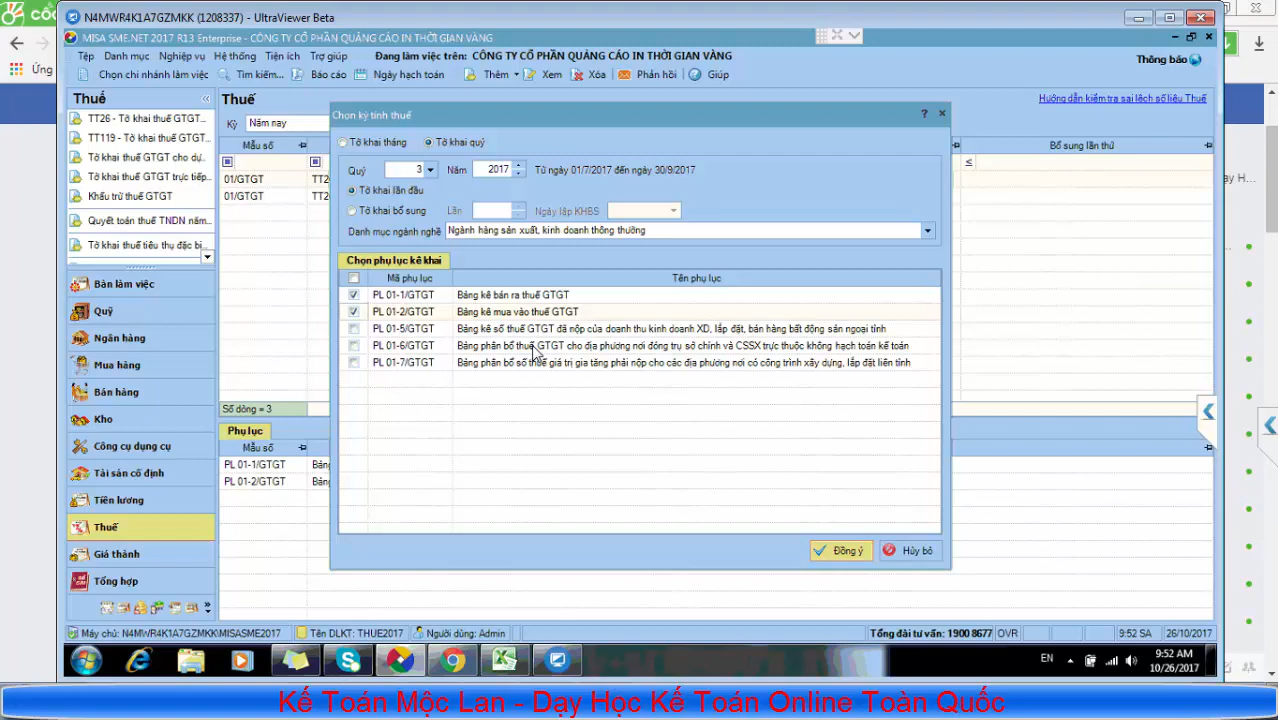 CỐC
N4MWR4K1A7GZMKK (1208337) - UltraViewer Beta
MISA SME.NET 2017 R13 Enterprise - CÔNG TY CỔ PHẦN QUẢNG CÁO IN THỜI GIAN VÀNG
Ứng
Tệp Danh mục Nghiệp vụ Hệ thống Tiện ích Trợ giúp Đang làm việc trên: CÔNG TY CỔ PHẦN QUẢNG CÁO IN THỜI GIAN VÀNG
Thông báo
Chọn chi nhánh làm việc Tìm kiếm... Báo cáo Ngày hạch toán Thêm Xem Xóa Phản hồi Giúp
Thuế
TT26 - Tờ khai thuế GTGT...
TT119 - Tờ khai thuế GTGT...
Tờ khai thuế GTGT cho dự..
Tờ khai thuế GTGT trực tiếp..
Khấu trừ thuế GTGT
Quyết toán thuế TNDN năm...
Tờ khai thuế tiêu thụ đặc bi...
Bàn làm việc
Quỹ
Ngân hàng
Mua hàng
Bán hàng
Kho
Công cụ dụng cụ
Tài sản cố định
Tiền lương
Thuế
Giá thành
Tổng hợp
Thuế
Hướng dẫn kiểm tra sai lệch số liệu Thuế
Kỳ Năm nay
Mẫu số
Bổ sung lần thứ
≤
01/GTGT TT26
01/GTGT TT26
Số dòng = 3
Phụ lục
Mẫu số
PL 01-1/GTGT Bảng
PL 01-2/GTGT Bảng
Chọn kỳ tính thuế
Tờ khai tháng Tờ khai quý
Quý 3 Năm 2017 Từ ngày 01/7/2017 đến ngày 30/9/2017
Tờ khai lần đầu
Tờ khai bổ sung Lần Ngày lập KHBS
Danh mục ngành nghề Ngành hàng sản xuất, kinh doanh thông thường
Chọn phụ lục kê khai
Mã phụ lục Tên phụ lục
PL 01-1/GTGT Bảng kê bán ra thuế GTGT
PL 01-2/GTGT Bảng kê mua vào thuế GTGT
PL 01-5/GTGT Bảng kê số thuế GTGT đã nộp của doanh thu kinh doanh XD, lắp đặt, bán hàng bất động sản ngoại tỉnh
PL 01-6/GTGT Bảng phân bổ thuế GTGT cho địa phương nơi đóng trụ sở chính và CSSX trực thuộc không hạch toán kế toán
PL 01-7/GTGT Bảng phân bổ số thuế giá trị gia tăng phải nộp cho các địa phương nơi có công trình xây dựng, lắp đặt liên tỉnh
Đồng ý Hủy bỏ
Máy chủ: N4MWR4K1A7GZMKK\MISASME2017 Tên DLKT: THUE2017 Người dùng: Admin Tổng đài tư vấn: 1900 8677 OVR 9:52 SA 26/10/2017
EN 9:52 AM
10/26/2017
Kế Toán Mộc Lan - Dạy Học Kế Toán Online Toàn Quốc